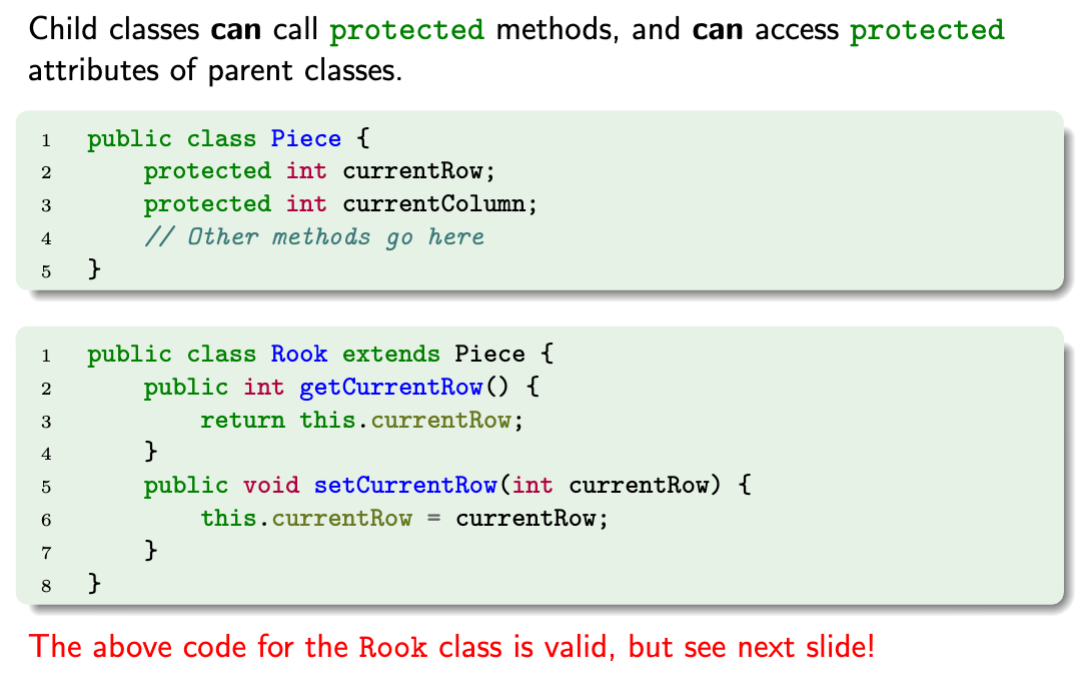 Child classes can call protected methods, and can access protected
attributes of parent classes.
1 public class Piece {
2 protected int currentRow;
3 protected int currentColumn;
4 // Other methods go here
5 }
1 public class Rook extends Piece {
2 public int getCurrentRow() {
3 return this.currentRow;
4 }
5 public void setCurrentRow(int currentRow) {
6 this.currentRow = currentRow;
7 }
8 }
The above code for the Rook class is valid, but see next slide!